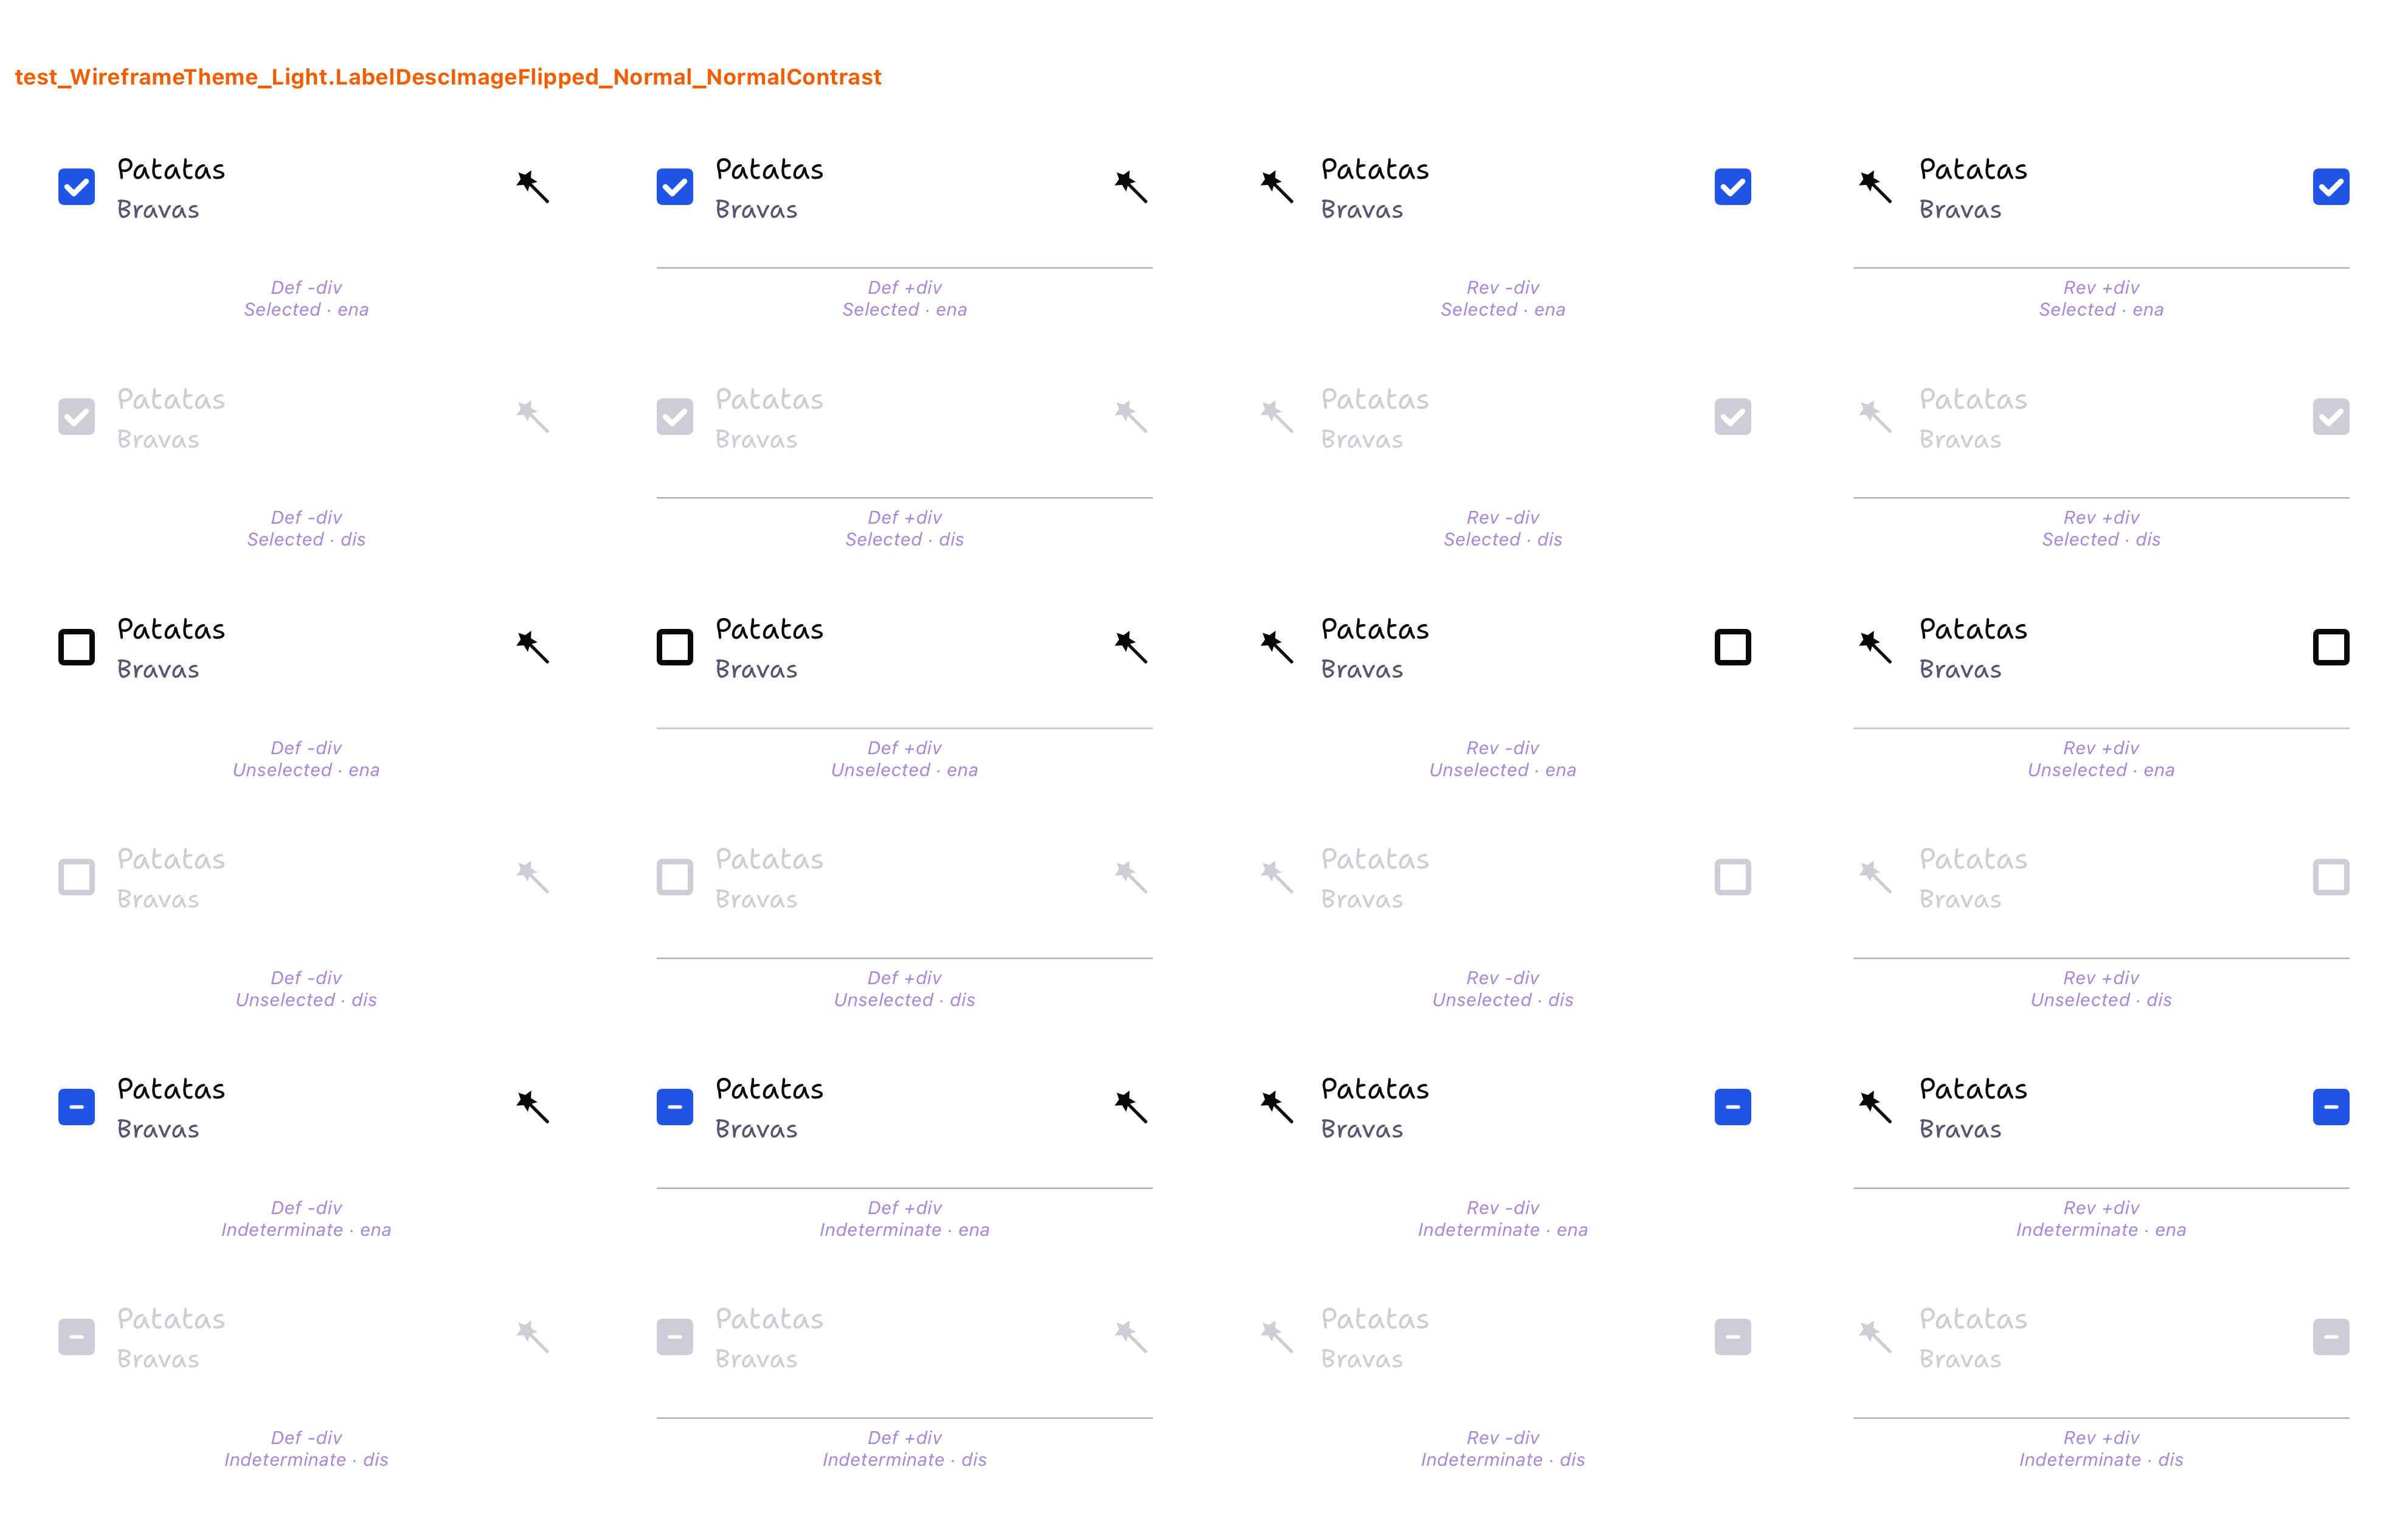 test_WireframeTheme_Light.LabelDescImageFlipped_Normal_NormalContrast
Patatas
Bravas
Def -div
Selected · ena
Patatas
Bravas
Def +div
Selected · ena
Patatas
Bravas
Rev -div
Selected · ena
Patatas
Bravas
Rev +div
Selected · ena
Patatas
Bravas
Def -div
Selected · dis
Patatas
Bravas
Def +div
Selected · dis
Patatas
Bravas
Rev -div
Selected · dis
Patatas
Bravas
Rev +div
Selected · dis
Patatas
Bravas
Def -div
Unselected · ena
Patatas
Bravas
Def +div
Unselected · ena
Patatas
Bravas
Rev -div
Unselected · ena
Patatas
Bravas
Rev +div
Unselected · ena
Patatas
Bravas
Def -div
Unselected · dis
Patatas
Bravas
Def +div
Unselected · dis
Patatas
Bravas
Rev -div
Unselected · dis
Patatas
Bravas
Rev +div
Unselected · dis
Patatas
Bravas
Def -div
Indeterminate · ena
Patatas
Bravas
Def +div
Indeterminate · ena
Patatas
Bravas
Rev -div
Indeterminate · ena
Patatas
Bravas
Rev +div
Indeterminate · ena
Patatas
Bravas
Def -div
Indeterminate · dis
Patatas
Bravas
Def +div
Indeterminate · dis
Patatas
Bravas
Rev -div
Indeterminate · dis
Patatas
Bravas
Rev +div
Indeterminate · dis